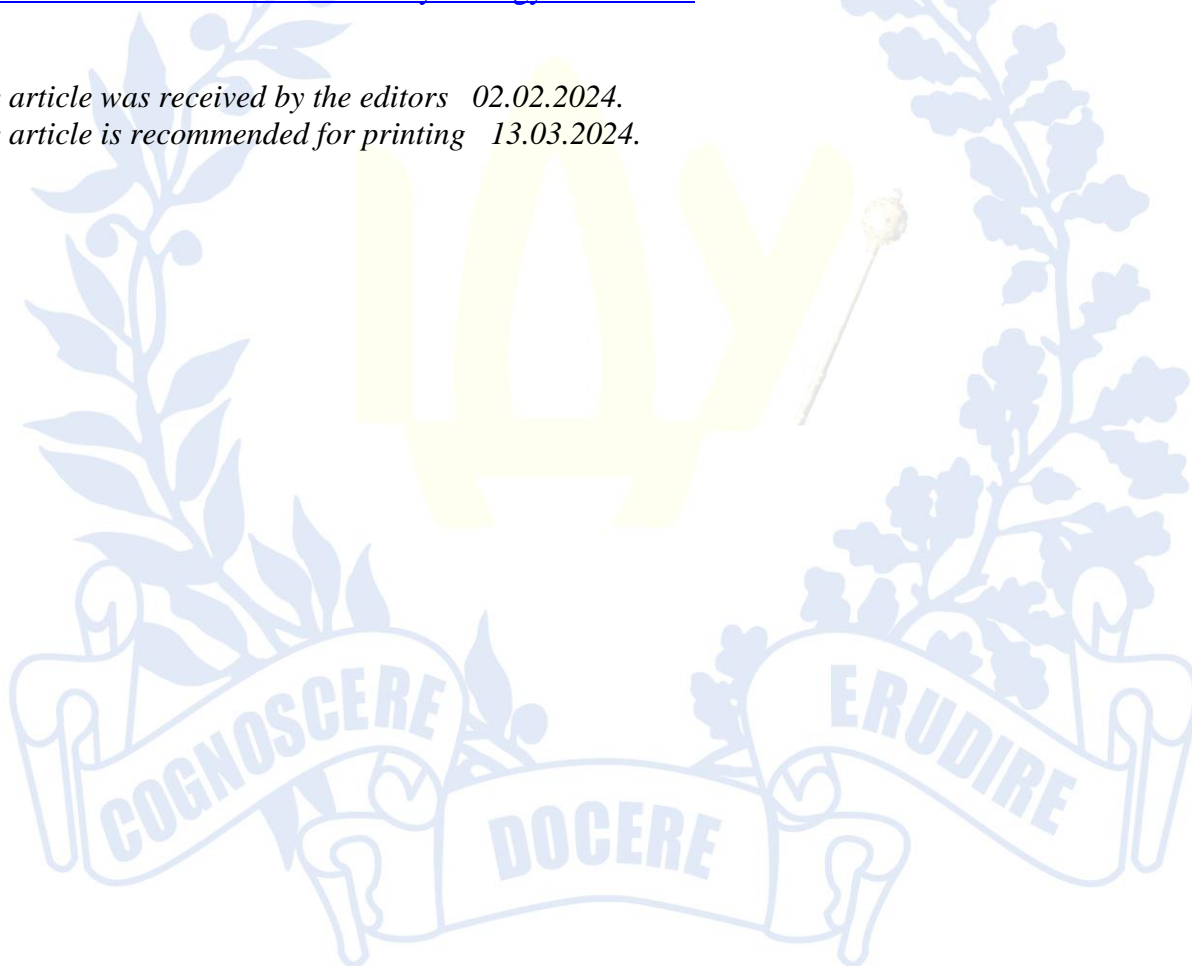 article was received by the editors 02.02.2024.
article is recommended for printing 13.03.2024.
ІДУ
COGNOSCERE
DOCERE
ERUDIRE